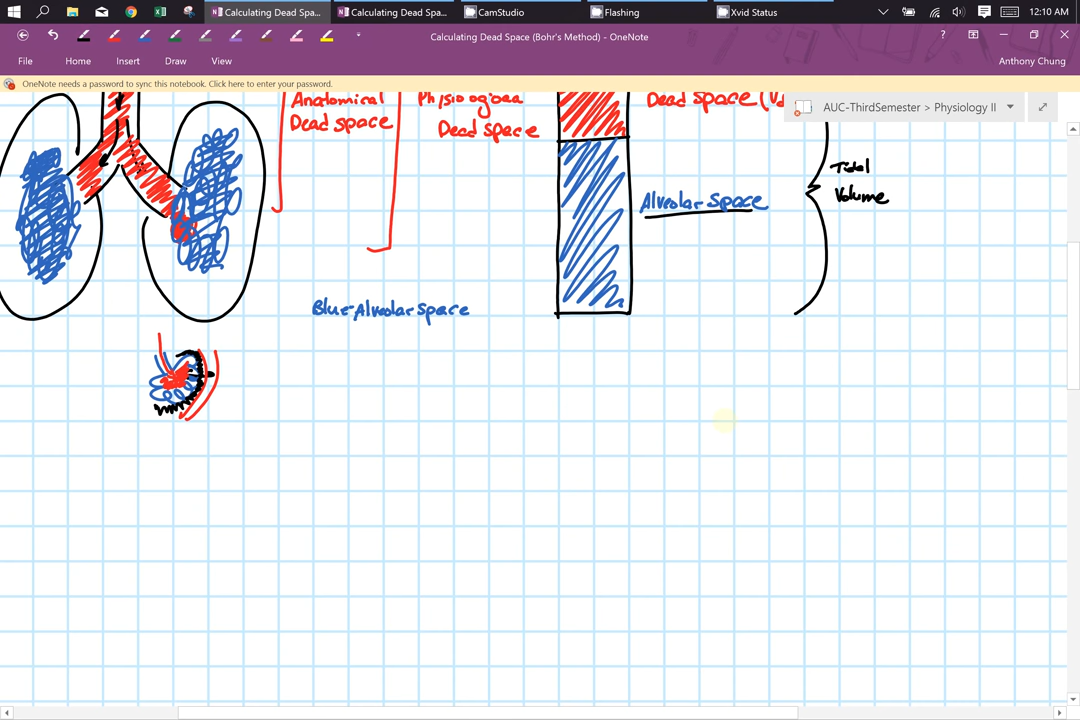 Calculating Dead Spa...
Calculating Dead Spa...
CamStudio
Flashing
Xvid Status
12:10 AM
Calculating Dead Space (Bohr's Method) - OneNote
?
File
Home
Insert
Draw
View
Anthony Chung
OneNote needs a password to sync this notebook. Click here to enter your password.
AUC-ThirdSemester > Physiology II
Anatomical
Dead space
Dead space
Dead Space (Vd
Tidal
Volume
Alveolar Space
Blue-Alveolar Space